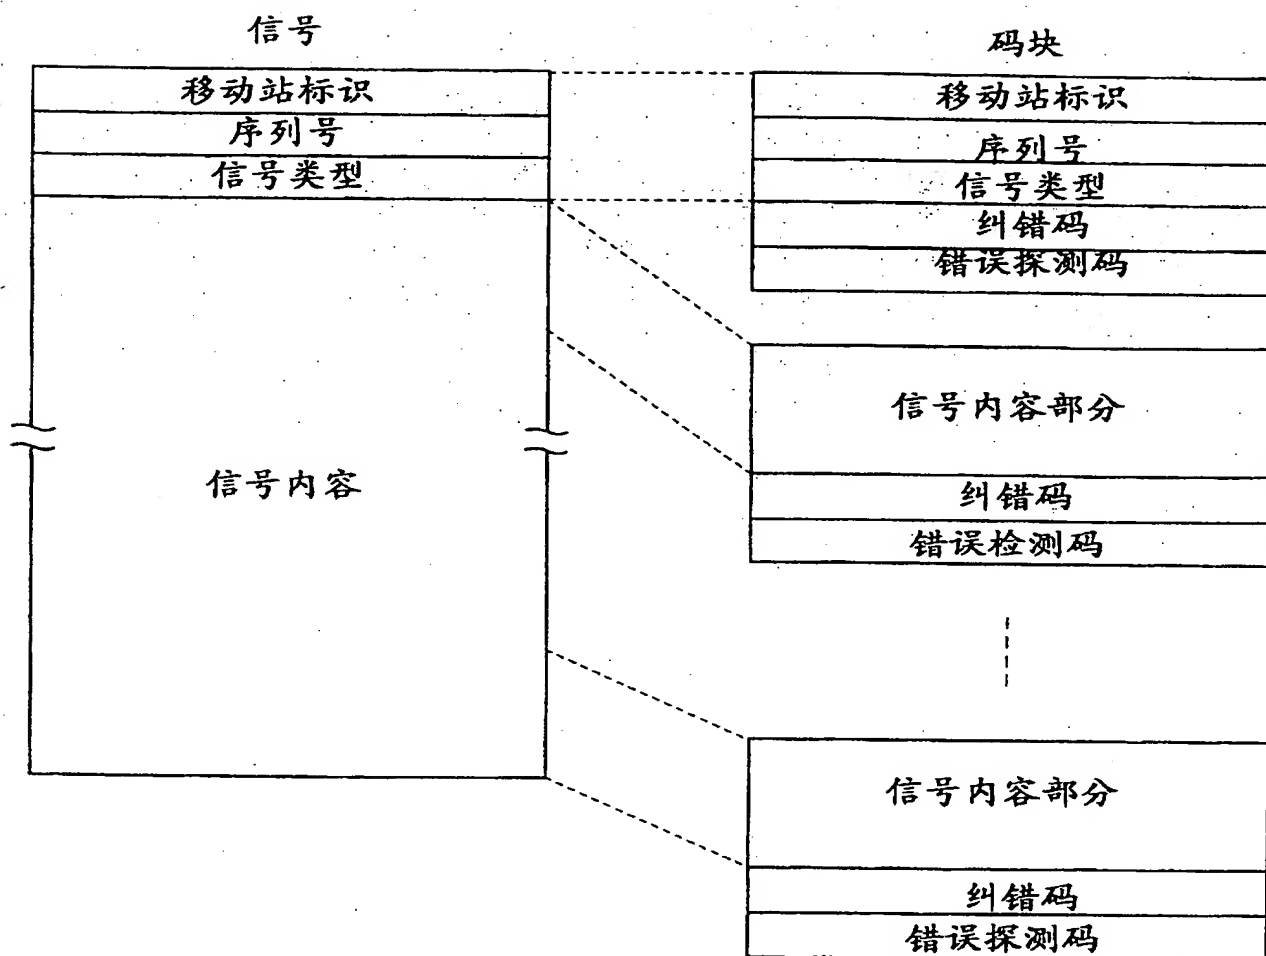 信号
移动站标识
序列号
信号类型
信号内容
码块
移动站标识
序列号
信号类型
纠错码
错误探测码
信号内容部分
纠错码
错误检测码
信号内容部分
纠错码
错误探测码